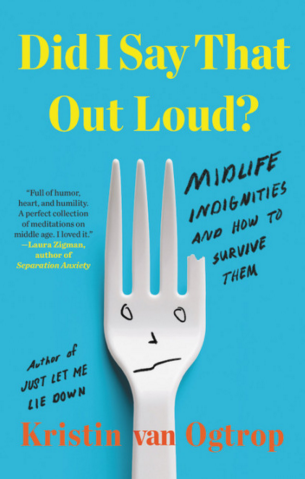 Did I Say That
Out Loud?
MIDLIFE
INDIGNITIES
AND HOW TO
SURVIVE
THEM
"Full of humor,
heart, and humility.
A perfect collection
of meditations on
middle age. I loved it."
—Laura Zigman,
author of
Separation Anxiety
Author of
JUST LET ME
LIE DOWN
Kristin van Ogtrop